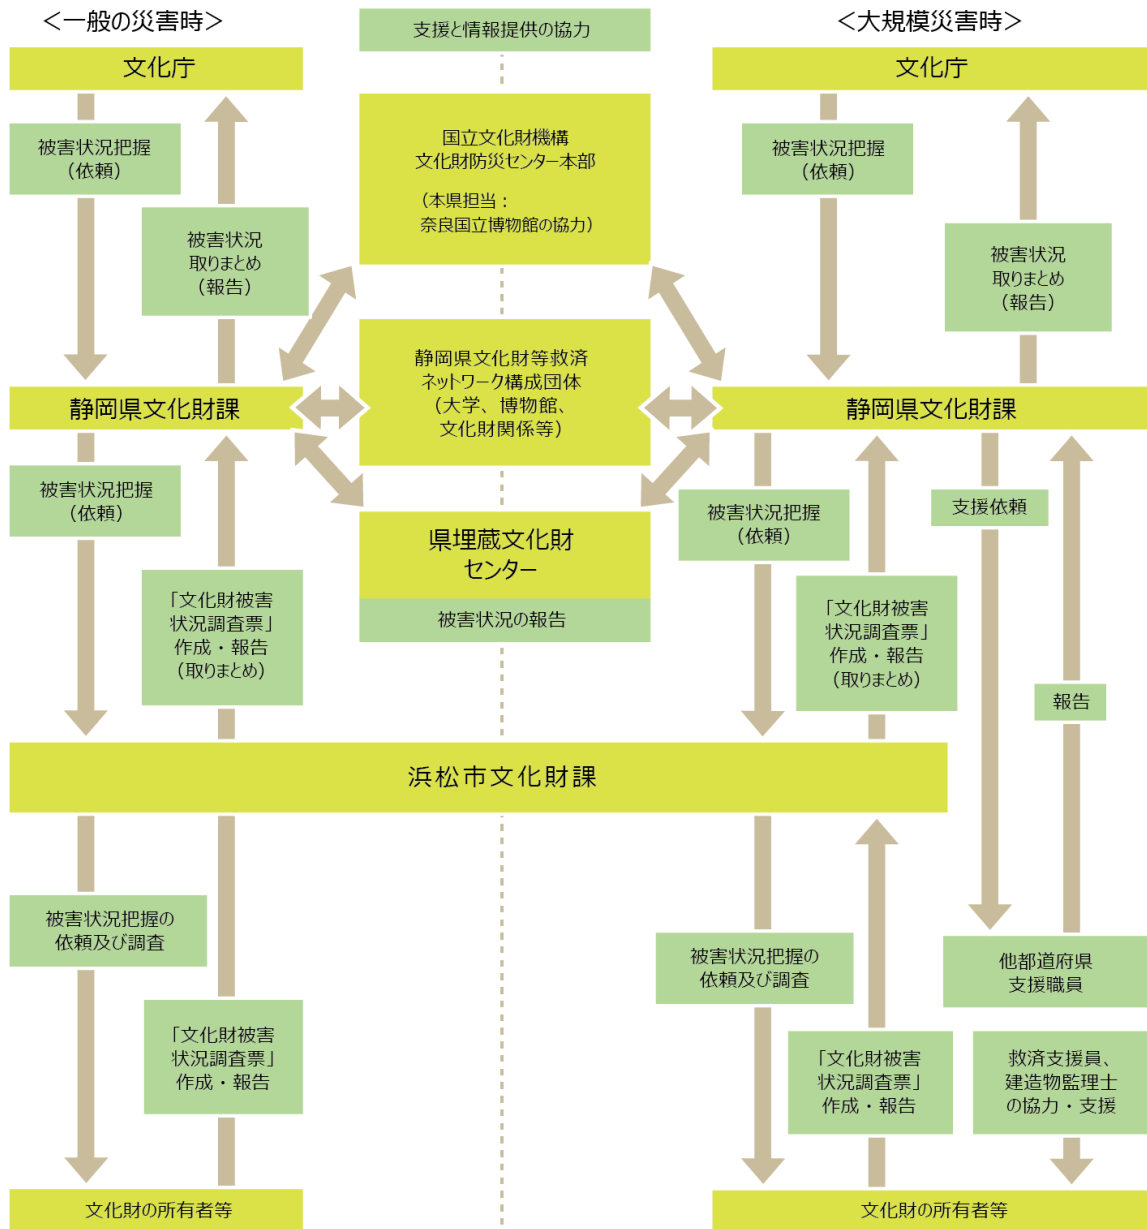 ＜一般の災害時＞
文化庁
被害状況把握
（依頼）
被害状況
取りまとめ
（報告）
静岡県文化財課
被害状況把握
（依頼）
「文化財被害
状況調査票」
作成・報告
（取りまとめ）
支援と情報提供の協力
国立文化財機構
文化財防災センター本部
（本県担当：
奈良国立博物館の協力）
静岡県文化財等救済
ネットワーク構成団体
（大学、博物館、
文化財関係等）
県埋蔵文化財
センター
被害状況の報告
＜大規模災害時＞
文化庁
被害状況把握
（依頼）
被害状況
取りまとめ
（報告）
静岡県文化財課
被害状況把握
（依頼）
「文化財被害
状況調査票」
作成・報告
（取りまとめ）
支援依頼
報告
浜松市文化財課
被害状況把握の
依頼及び調査
「文化財被害
状況調査票」
作成・報告
文化財の所有者等
被害状況把握の
依頼及び調査
「文化財被害
状況調査票」
作成・報告
他都道府県
支援職員
救済支援員、
建造物監理士
の協力・支援
文化財の所有者等